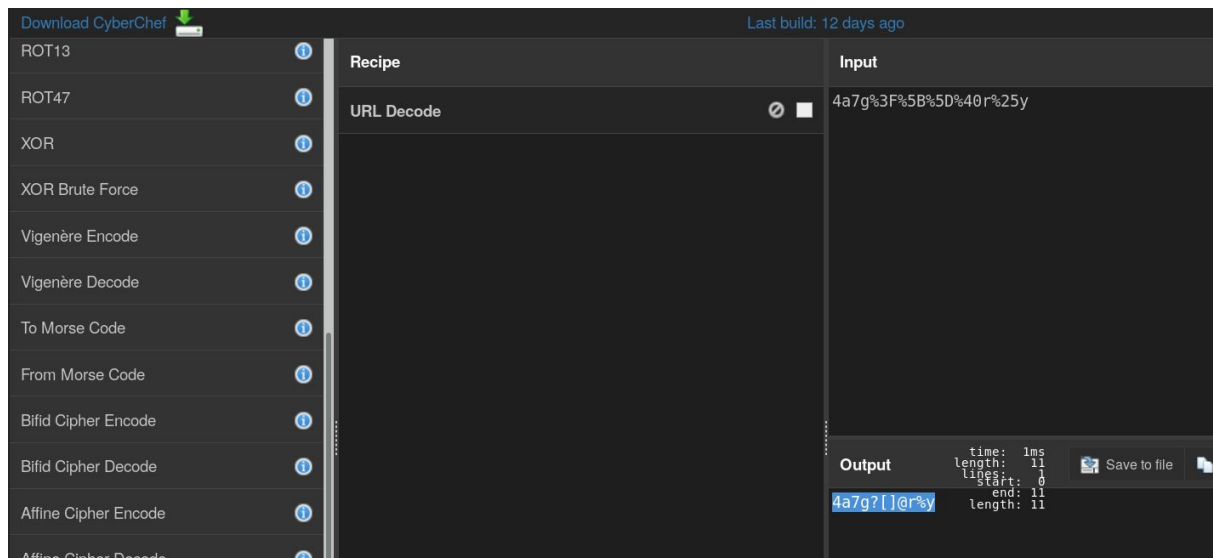 Download CyberChef
Last build: 12 days ago
ROT13
ROT47
XOR
XOR Brute Force
Vigenère Encode
Vigenère Decode
To Morse Code
From Morse Code
Bifid Cipher Encode
Bifid Cipher Decode
Affine Cipher Encode
Affine Cipher Decode
Recipe
URL Decode
Input
4a7g%3F%5B%5D%40r%25y
Output
time: 1ms
length: 11
lines: 1
start: 0
end: 11
length: 11
Save to file
4a7g?[]@r%y